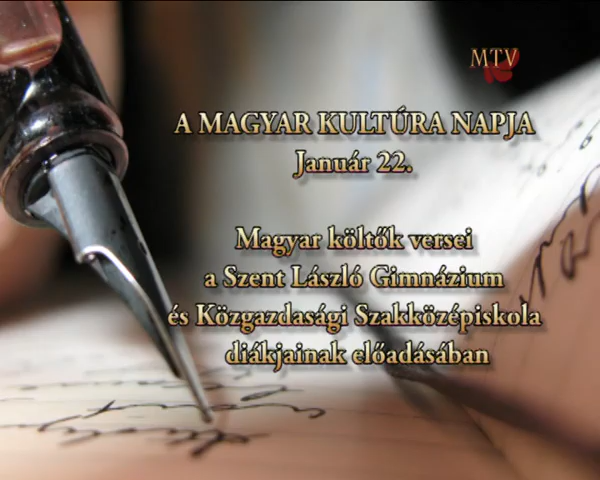 MTV
A MAGYAR KULTÚRA NAPJA
Január 22.
Magyar költők versei
a Szent László Gimnázium
és Közgazdasági Szakközépiskola
diákjainak előadásában